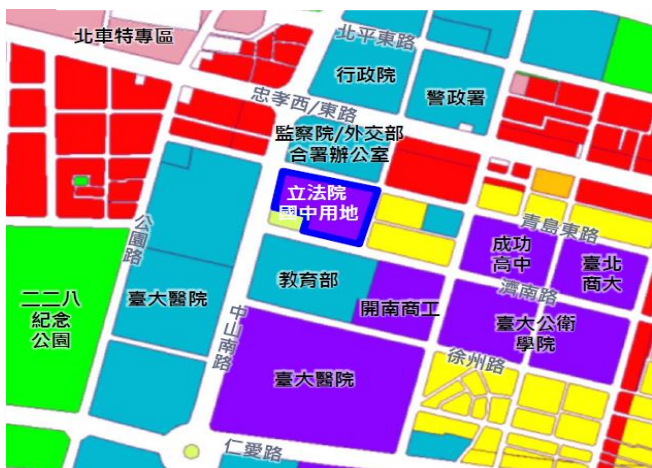 北車特專區
北平東路
行政院
警政署
忠孝西/東路
監察院/外交部
合署辦公室
立法院
國中用地
青島東路
成功
高中
臺北
商大
公園路
二二八
紀念
公園
臺大醫院
中山南路
教育部
開南商工
濟南路
臺大公衛
學院
徐州路
臺大醫院
仁愛路